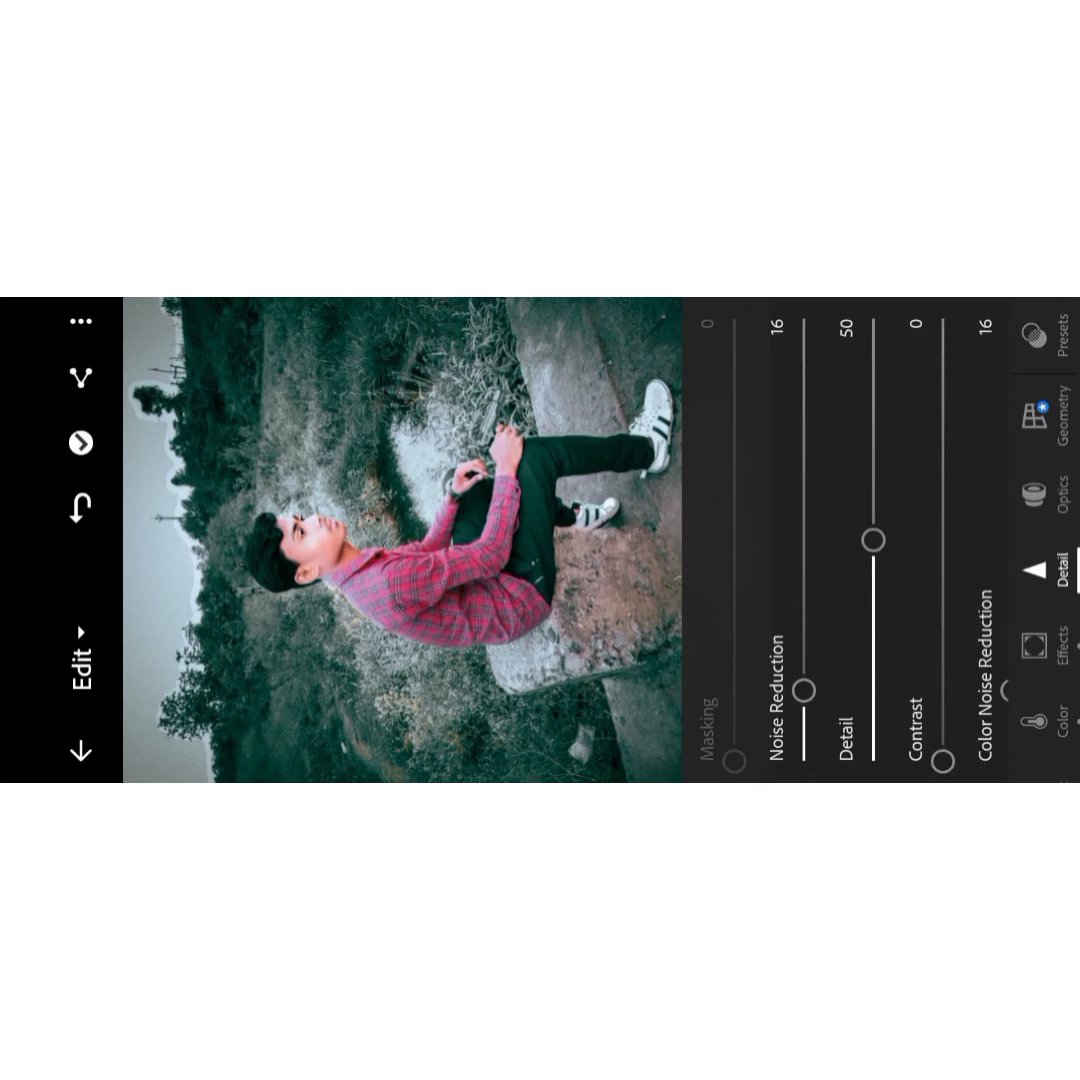 Edit
Masking 0
Noise Reduction 16
Detail 50
Contrast 0
Color Noise Reduction 16
Color Effects Detail Optics Geometry Presets